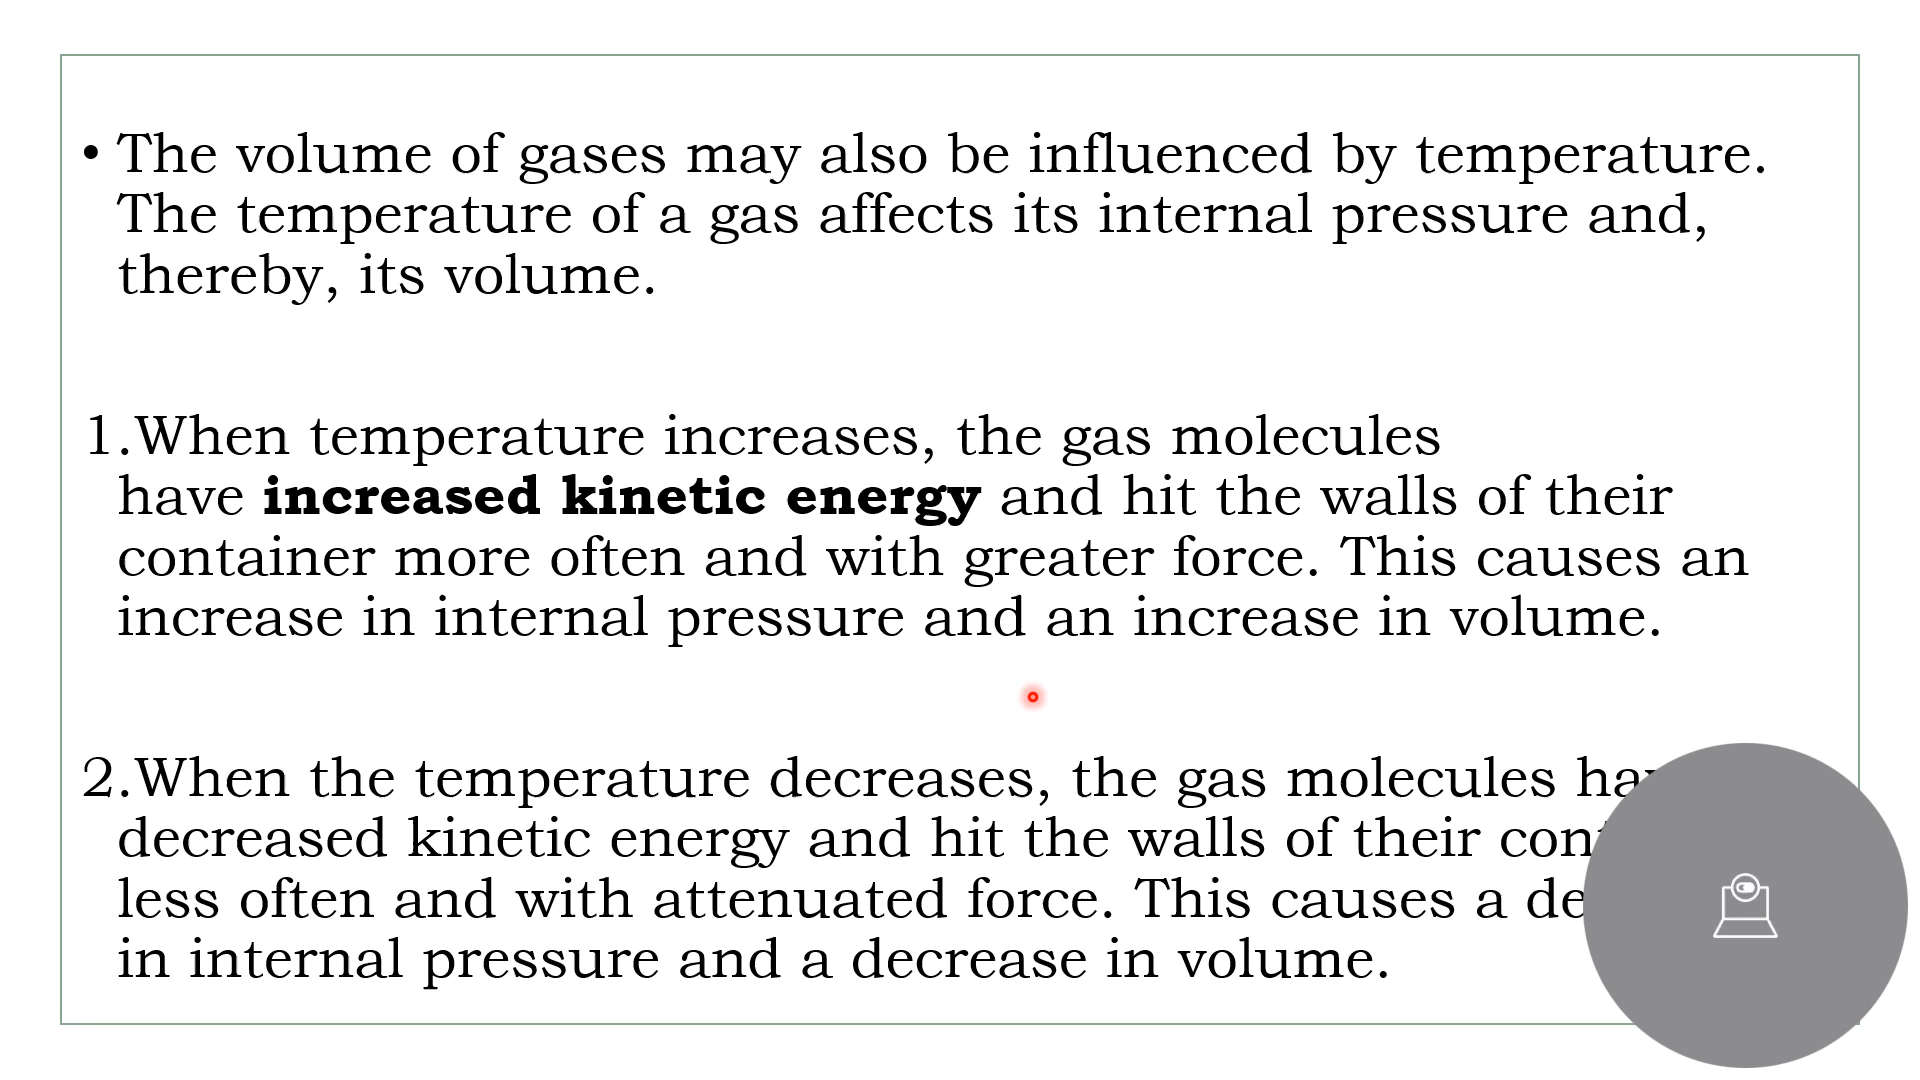 • The volume of gases may also be influenced by temperature.
The temperature of a gas affects its internal pressure and,
thereby, its volume.
1.When temperature increases, the gas molecules
have increased kinetic energy and hit the walls of their
container more often and with greater force. This causes an
increase in internal pressure and an increase in volume.
2.When the temperature decreases, the gas molecules
decreased kinetic energy and hit the walls of their
less often and with attenuated force. This causes a
in internal pressure and a decrease in volume.